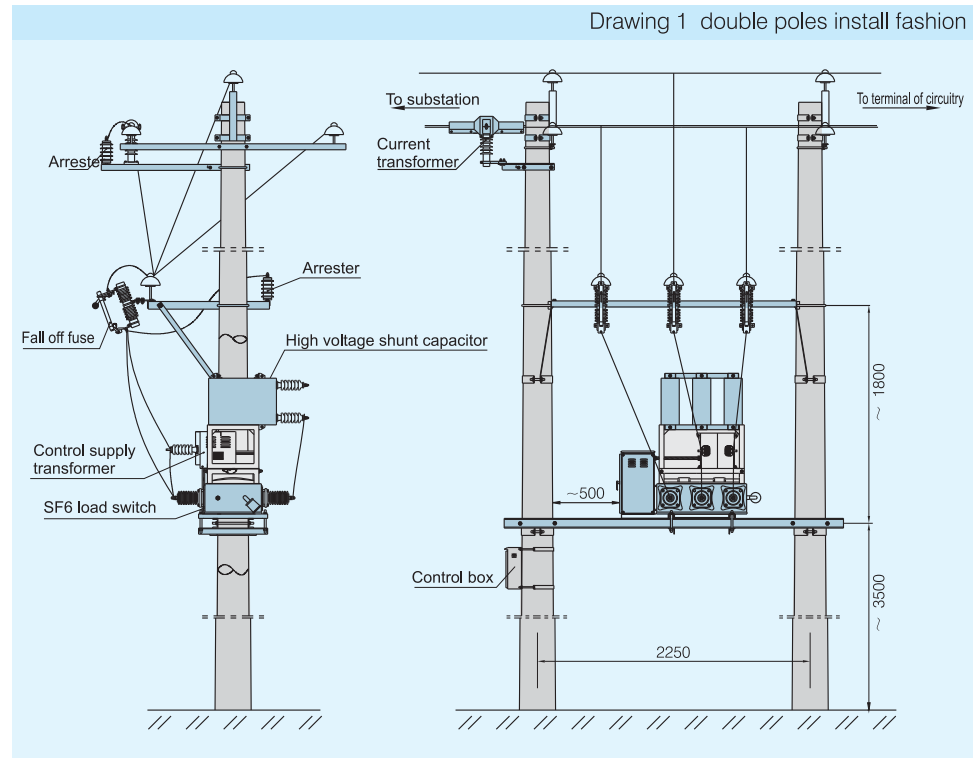 Drawing 1 double poles install fashion
To substation
To terminal of circuitry
Current
transformer
Arreste
Arrester
Fall off fuse
High voltage shunt capacitor
~ 1800
Control supply
transformer
~500
SF6 load switch
Control box
~ 3500
2250